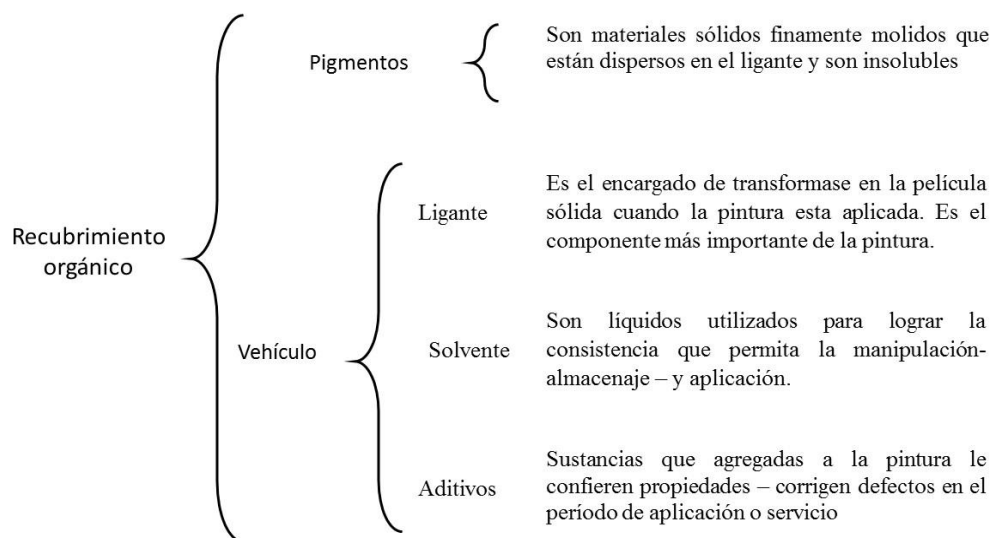 Pigmentos
Son materiales sólidos finamente molidos que
están dispersos en el ligante y son insolubles
Recubrimiento
orgánico
Vehículo
Ligante
Es el encargado de transformase en la película
sólida cuando la pintura esta aplicada. Es el
componente más importante de la pintura.
Solvente
Son líquidos utilizados para lograr la
consistencia que permita la manipulación-
almacenaje – y aplicación.
Aditivos
Sustancias que agregadas a la pintura le
confieren propiedades – corrigen defectos en el
período de aplicación o servicio